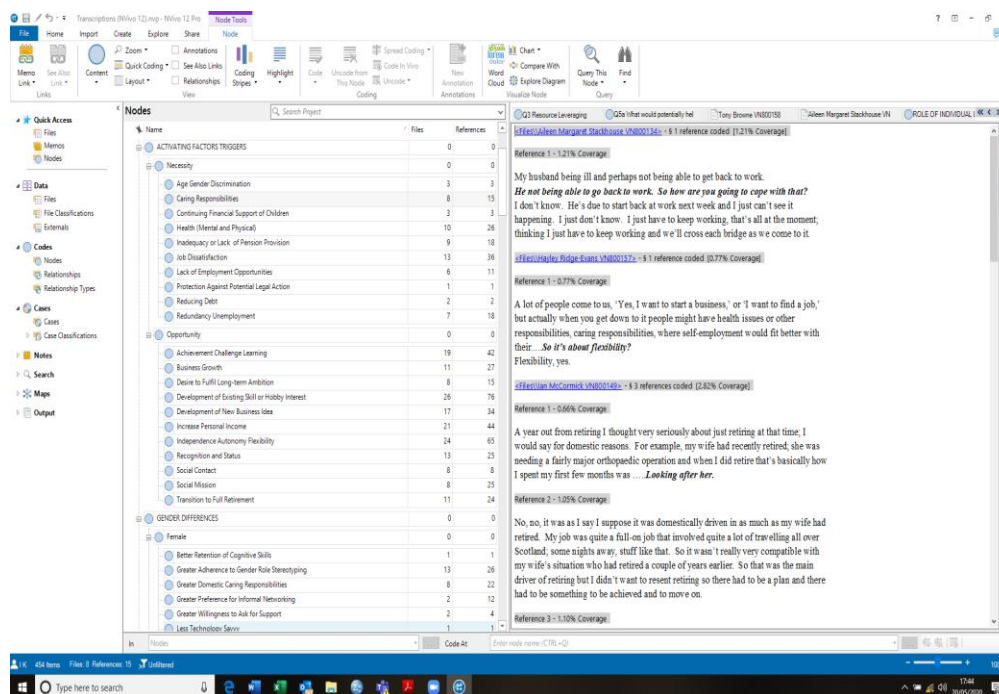 Transcriptions (NVivo 12).nvp - NVivo 12 Pro
Node Tools
File Home Import Create Explore Share Node
Memo Link
See Also Link
Links
Content
Zoom
Quick Coding
Layout
Annotations
See Also Links
Relationships
View
Coding Stripes
Highlight
Code
Uncode from This Node
Spread Coding
Code In Vivo
Uncode
Coding
New Annotation
Annotations
Word Cloud
Chart
Compare With
Explore Diagram
Visualize Node
Query This Node
Find
Query
Quick Access
Files
Memos
Nodes
Data
Files
File Classifications
Externals
Codes
Nodes
Relationships
Relationship Types
Cases
Cases
Case Classifications
Notes
Search
Maps
Output
Nodes
Search Project
Name Files References
ACTIVATING FACTORS TRIGGERS 0 0
Necessity 0 0
Age Gender Discrimination 3 3
Caring Responsibilities 8 15
Continuing Financial Support of Children 3 3
Health (Mental and Physical) 10 26
Inadequacy or Lack of Pension Provision 9 18
Job Dissatisfaction 13 36
Lack of Employment Opportunities 6 11
Protection Against Potential Legal Action 1 1
Reducing Debt 2 2
Redundancy Unemployment 7 18
Opportunity 0 0
Achievement Challenge Learning 19 42
Business Growth 11 27
Desire to Fulfil Long-term Ambition 8 15
Development of Existing Skill or Hobby Interest 26 76
Development of New Business Idea 17 34
Increase Personal Income 21 44
Independence Autonomy Flexibility 24 65
Recognition and Status 13 25
Social Contact 8 8
Social Mission 8 25
Transition to Full Retirement 11 24
GENDER DIFFERENCES 0 0
Female 0 0
Better Retention of Cognitive Skills 1 1
Greater Adherence to Gender Role Stereotyping 13 26
Greater Domestic Caring Responsibilities 8 22
Greater Preference for Informal Networking 2 12
Greater Willingness to Ask for Support 2 4
Less Technology Savvy 1 1
Q3 Resource Leveraging
Q5a What would potentially hel
Tony Browne VN800158
Aileen Margaret Stackhouse VN
ROLE OF INDIVIDUAL
<Files\\Aileen Margaret Stackhouse VN800134> - § 1 reference coded [1.21% Coverage]
Reference 1 - 1.21% Coverage
My husband being ill and perhaps not being able to get back to work.
He not being able to go back to work. So how are you going to cope with that?
I don't know. He's due to start back at work next week and I just can't see it
happening. I just don't know. I just have to keep working, that's all at the moment;
thinking I just have to keep working and we'll cross each bridge as we come to it.
<Files\\Hayley Ridge-Evans VN800157> - § 1 reference coded [0.77% Coverage]
Reference 1 - 0.77% Coverage
A lot of people come to us, 'Yes, I want to start a business,' or 'I want to find a job,'
but actually when you get down to it people might have health issues or other
responsibilities, caring responsibilities, where self-employment would fit better with
their....So it's about flexibility?
Flexibility, yes.
<Files\\Ian McCormick VN800149> - § 3 references coded [2.82% Coverage]
Reference 1 - 0.66% Coverage
A year out from retiring I thought very seriously about just retiring at that time; I
would say for domestic reasons. For example, my wife had recently retired; she was
needing a fairly major orthopaedic operation and when I did retire that's basically how
I spent my first few months was .....Looking after her.
Reference 2 - 1.05% Coverage
No, no, it was as I say I suppose it was domestically driven in as much as my wife had
retired. My job was quite a full-on job that involved quite a lot of travelling all over
Scotland; some nights away, stuff like that. So it wasn't really very compatible with
my wife's situation who had retired a couple of years earlier. So that was the main
driver of retiring but I didn't want to resent retiring so there had to be a plan and there
had to be something to be achieved and to move on.
Reference 3 - 1.10% Coverage
In Nodes
Code At Enter node name (CTRL+Q)
IK 454 Items Files: 8 References: 15 Unfiltered
100
Type here to search
17:44
20/05/2020